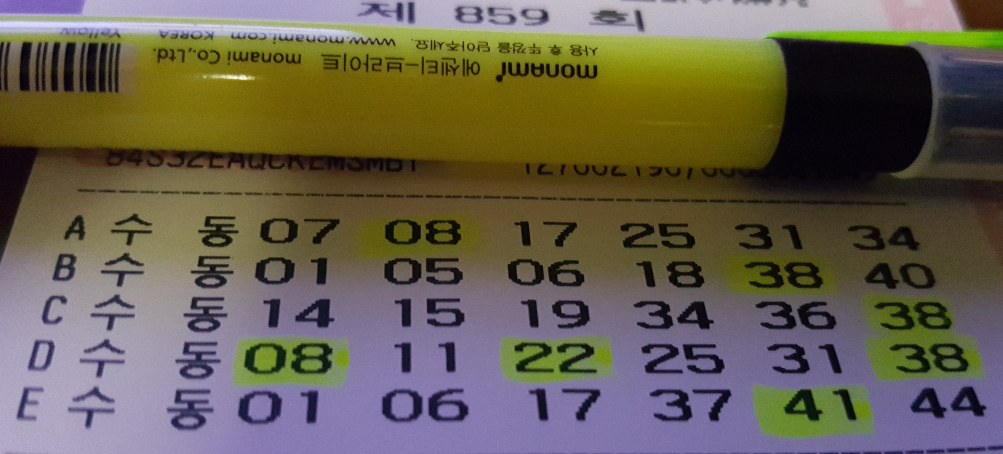 제 859 회
사용 후 뚜껑을 닫아주세요. www.monami.com KOREA Yellow
monami 에센티-브라이트 monami Co.,Ltd.
A 수 동 07 08 17 25 31 34
B 수 동 01 05 06 18 38 40
C 수 동 14 15 19 34 36 38
D 수 동 08 11 22 25 31 38
E 수 동 01 06 17 37 41 44